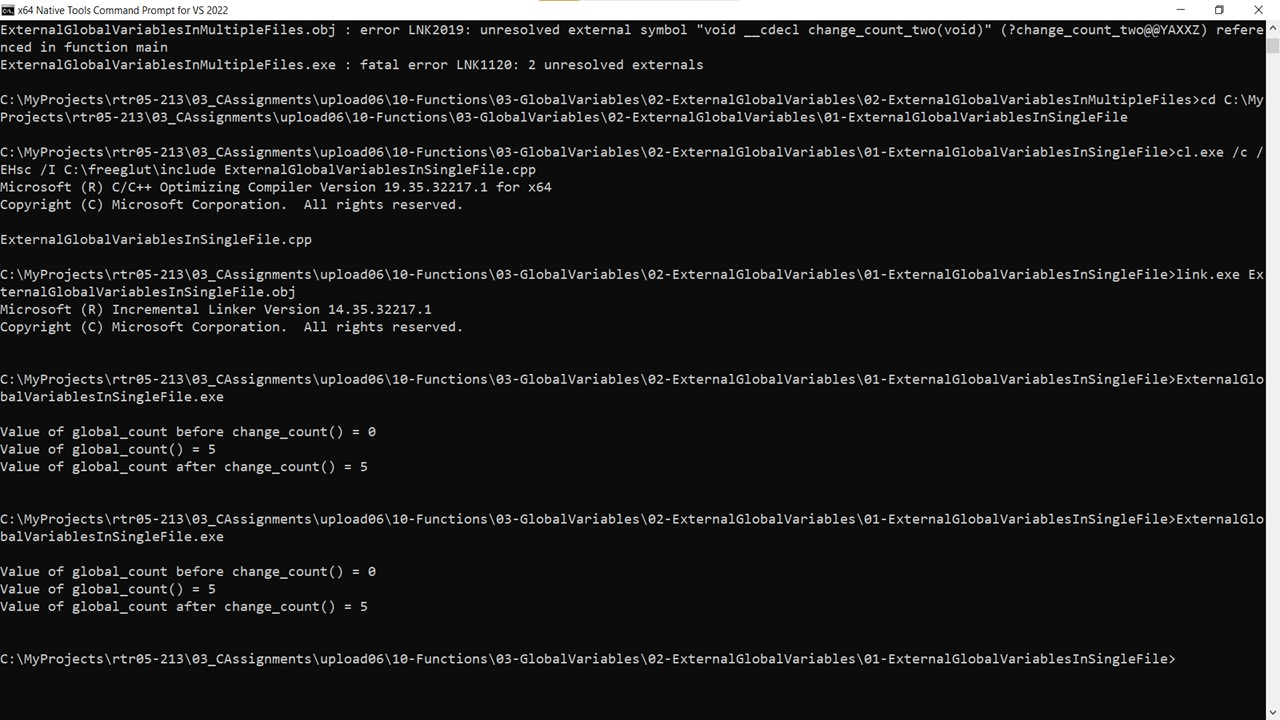 x64 Native Tools Command Prompt for VS 2022
ExternalGlobalVariablesInMultipleFiles.obj : error LNK2019: unresolved external symbol "void __cdecl change_count_two(void)" (?change_count_two@@YAXXZ) refere
nced in function main
ExternalGlobalVariablesInMultipleFiles.exe : fatal error LNK1120: 2 unresolved externals
C:\MyProjects\rtr05-213\03_CAssignments\upload06\10-Functions\03-GlobalVariables\02-ExternalGlobalVariables\02-ExternalGlobalVariablesInMultipleFiles>cd C:\My
Projects\rtr05-213\03_CAssignments\upload06\10-Functions\03-GlobalVariables\02-ExternalGlobalVariables\01-ExternalGlobalVariablesInSingleFile
C:\MyProjects\rtr05-213\03_CAssignments\upload06\10-Functions\03-GlobalVariables\02-ExternalGlobalVariables\01-ExternalGlobalVariablesInSingleFile>cl.exe /c /
EHsc /I C:\freeglut\include ExternalGlobalVariablesInSingleFile.cpp
Microsoft (R) C/C++ Optimizing Compiler Version 19.35.32217.1 for x64
Copyright (C) Microsoft Corporation.  All rights reserved.
ExternalGlobalVariablesInSingleFile.cpp
C:\MyProjects\rtr05-213\03_CAssignments\upload06\10-Functions\03-GlobalVariables\02-ExternalGlobalVariables\01-ExternalGlobalVariablesInSingleFile>link.exe Ex
ternalGlobalVariablesInSingleFile.obj
Microsoft (R) Incremental Linker Version 14.35.32217.1
Copyright (C) Microsoft Corporation.  All rights reserved.
C:\MyProjects\rtr05-213\03_CAssignments\upload06\10-Functions\03-GlobalVariables\02-ExternalGlobalVariables\01-ExternalGlobalVariablesInSingleFile>ExternalGlo
balVariablesInSingleFile.exe
Value of global_count before change_count() = 0
Value of global_count() = 5
Value of global_count after change_count() = 5
C:\MyProjects\rtr05-213\03_CAssignments\upload06\10-Functions\03-GlobalVariables\02-ExternalGlobalVariables\01-ExternalGlobalVariablesInSingleFile>ExternalGlo
balVariablesInSingleFile.exe
Value of global_count before change_count() = 0
Value of global_count() = 5
Value of global_count after change_count() = 5
C:\MyProjects\rtr05-213\03_CAssignments\upload06\10-Functions\03-GlobalVariables\02-ExternalGlobalVariables\01-ExternalGlobalVariablesInSingleFile>